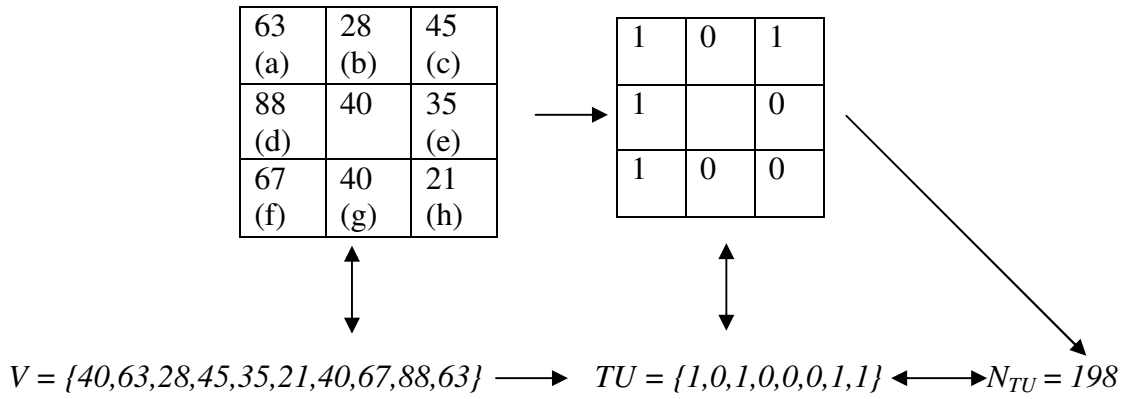 63 28 45 1 0 1
(a) (b) (c)
88 40 35 1 0
(d) (e)
67 40 21 1 0 0
(f) (g) (h)
V = {40,63,28,45,35,21,40,67,88,63} TU = {1,0,1,0,0,0,1,1} N_TU = 198